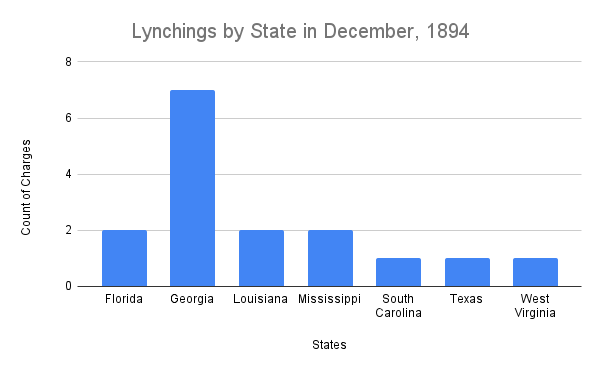 Lynchings by State in December, 1894
8
6
4
2
0
Count of Charges
Florida
Georgia
Louisiana
Mississippi
South
Carolina
Texas
West
Virginia
States